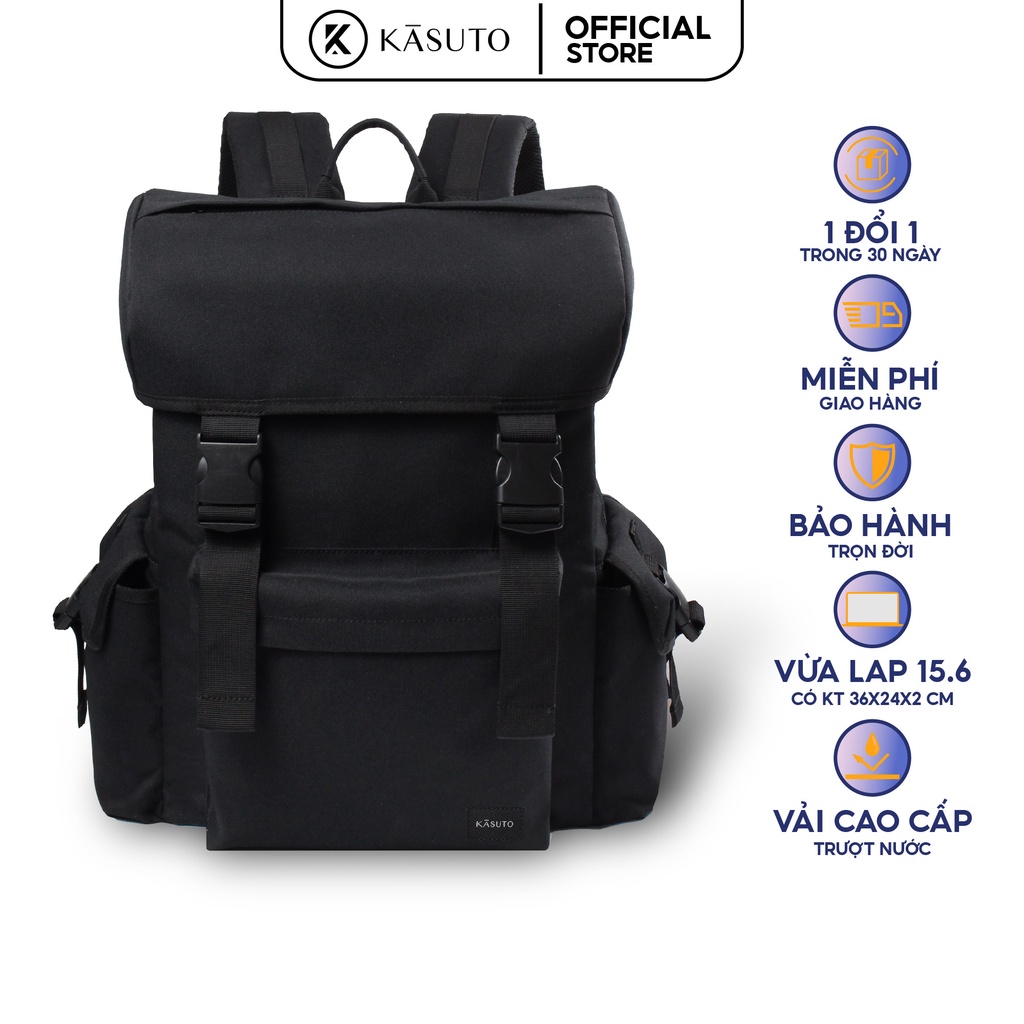 KĀSUTO
OFFICIAL
STORE
1 ĐỔI 1
TRONG 30 NGÀY
MIỄN PHÍ
GIAO HÀNG
BẢO HÀNH
TRỌN ĐỜI
VỪA LAP 15.6
CÓ KT 36X24X2 CM
VẢI CAO CẤP
TRƯỢT NƯỚC
KĀSUTO